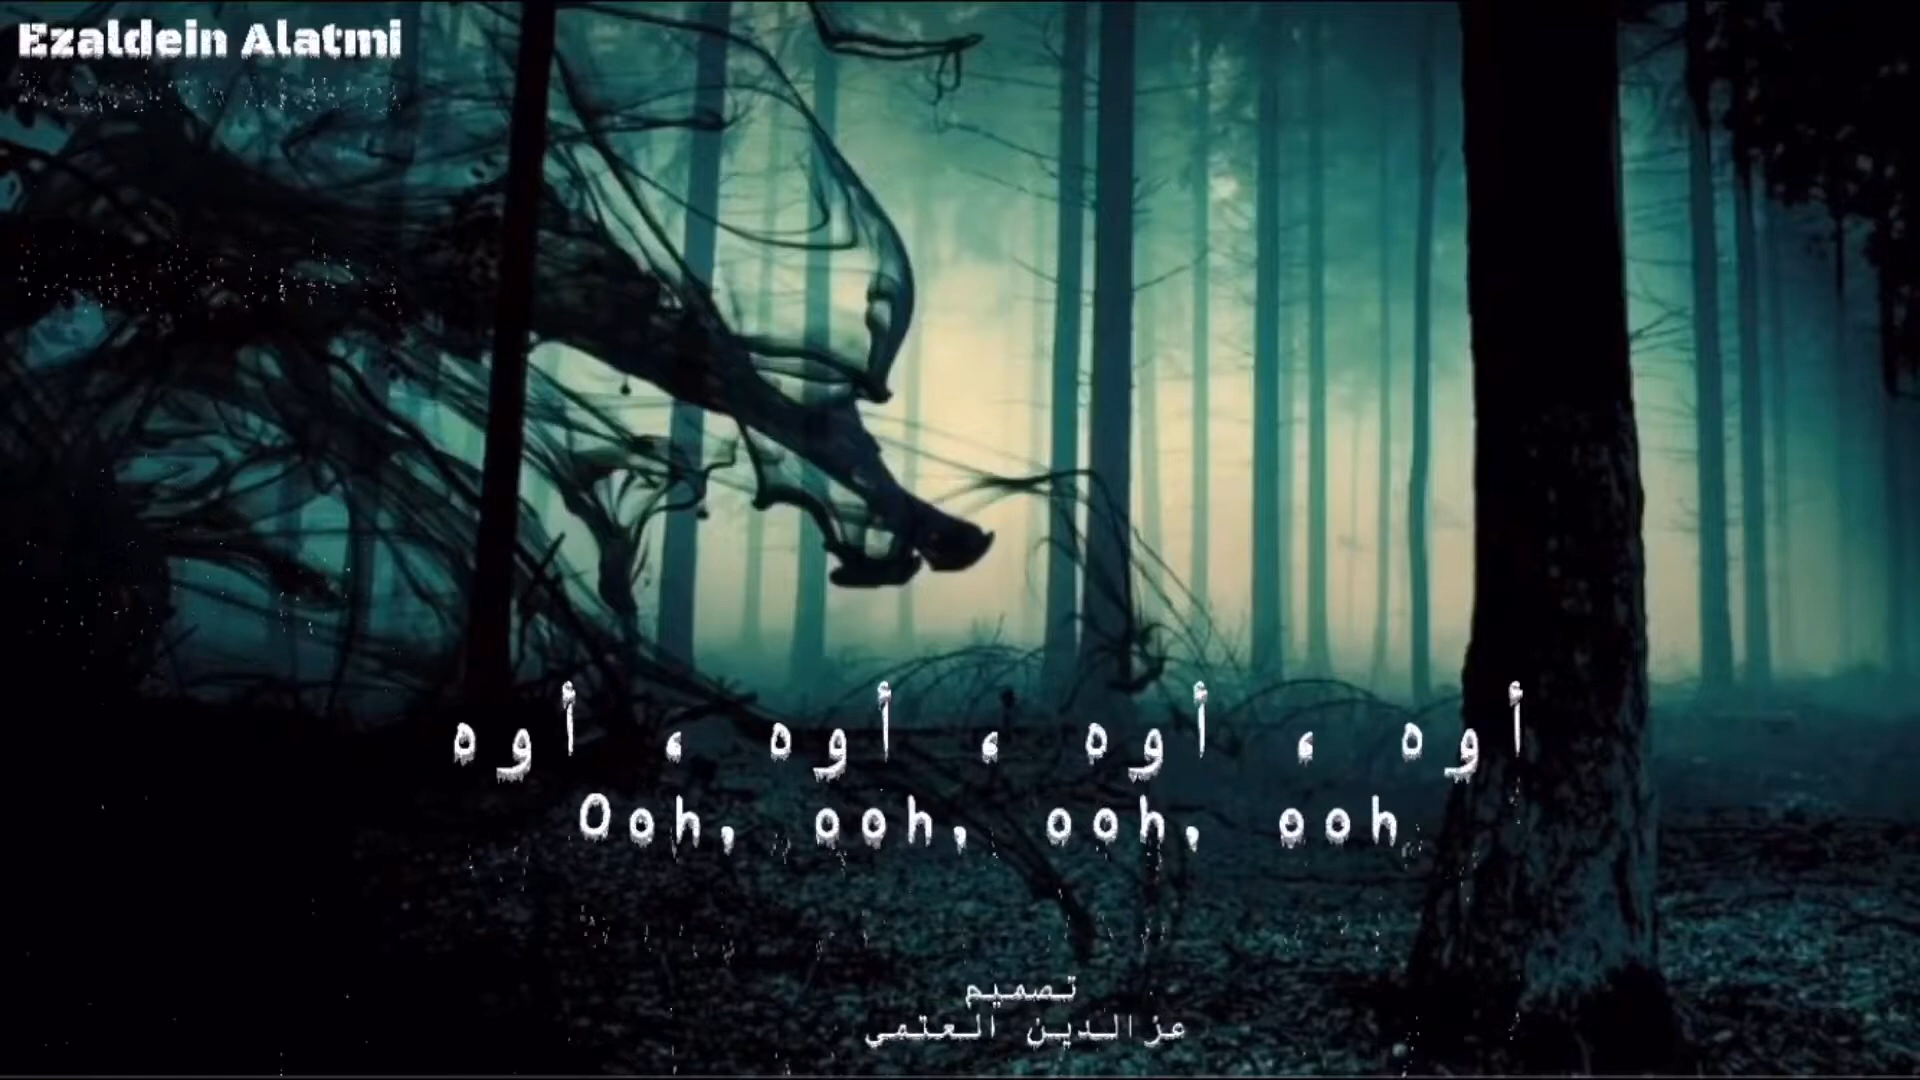 Ezaldein Alatmi
أوه ، أوه ، أوه ، أوه
Ooh, ooh, ooh, ooh
تصميم
عزالدين العتمي